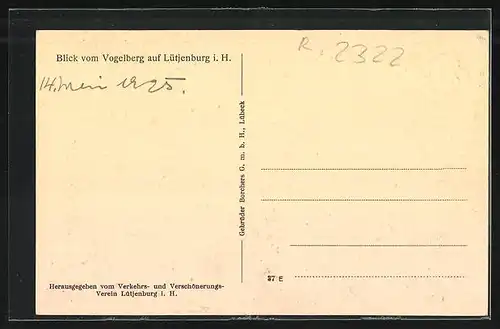 Blick vom Vogelberg auf Lütjenburg i. H.
R. 2322
14. Mai 1925.
Gebrüder Borchers G. m. b. H., Lübeck
37 E
Herausgegeben vom Verkehrs- und Verschönerungs-
Verein Lütjenburg i. H.